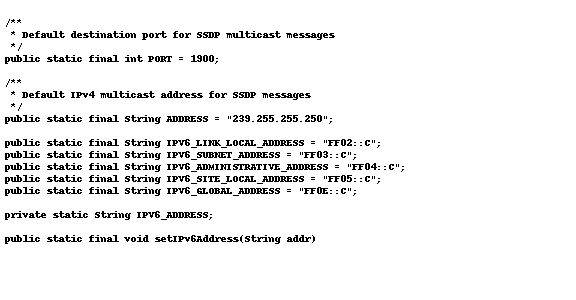 /**
 * Default destination port for SSDP multicast messages
 */
public static final int PORT = 1900;
/**
 * Default IPv4 multicast address for SSDP messages
 */
public static final String ADDRESS = "239.255.255.250";
public static final String IPV6_LINK_LOCAL_ADDRESS = "FF02::C";
public static final String IPV6_SUBNET_ADDRESS = "FF03::C";
public static final String IPV6_ADMINISTRATIVE_ADDRESS = "FF04::C";
public static final String IPV6_SITE_LOCAL_ADDRESS = "FF05::C";
public static final String IPV6_GLOBAL_ADDRESS = "FF0E::C";
private static String IPV6_ADDRESS;
public static final void setIPv6Address(String addr)